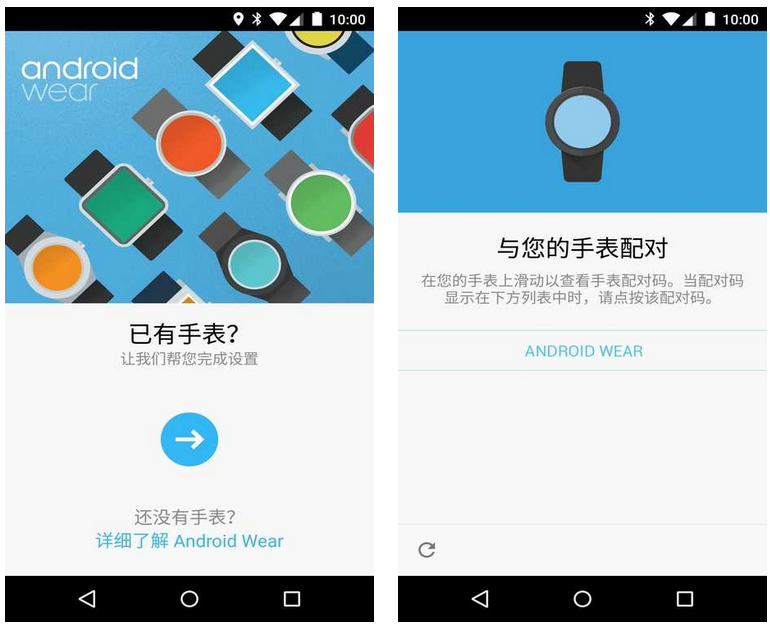 10:00
android
wear
已有手表？
让我们帮您完成设置
还没有手表？
详细了解 Android Wear
10:00
与您的手表配对
在您的手表上滑动以查看手表配对码。当配对码
显示在下方列表中时，请点按该配对码。
ANDROID WEAR